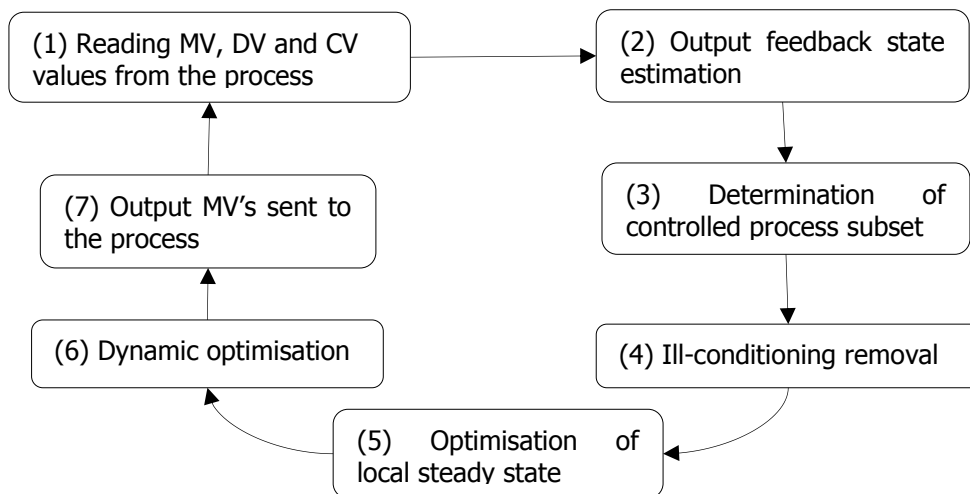 (1) Reading MV, DV and CV
values from the process
(2) Output feedback state
estimation
(3) Determination of
controlled process subset
(4) Ill-conditioning removal
(5) Optimisation of
local steady state
(6) Dynamic optimisation
(7) Output MV's sent to
the process